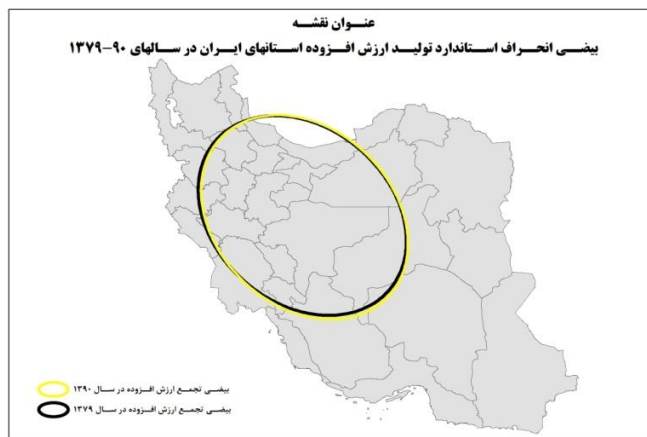 عنوان نقشه
بیضی انحراف استاندارد تولید ارزش افزوده استانهای ایران در سالهای ۹۰-۱۳۷۹
بیضی تجمع ارزش افزوده در سال ۱۳۹۰
بیضی تجمع ارزش افزوده در سال ۱۳۷۹